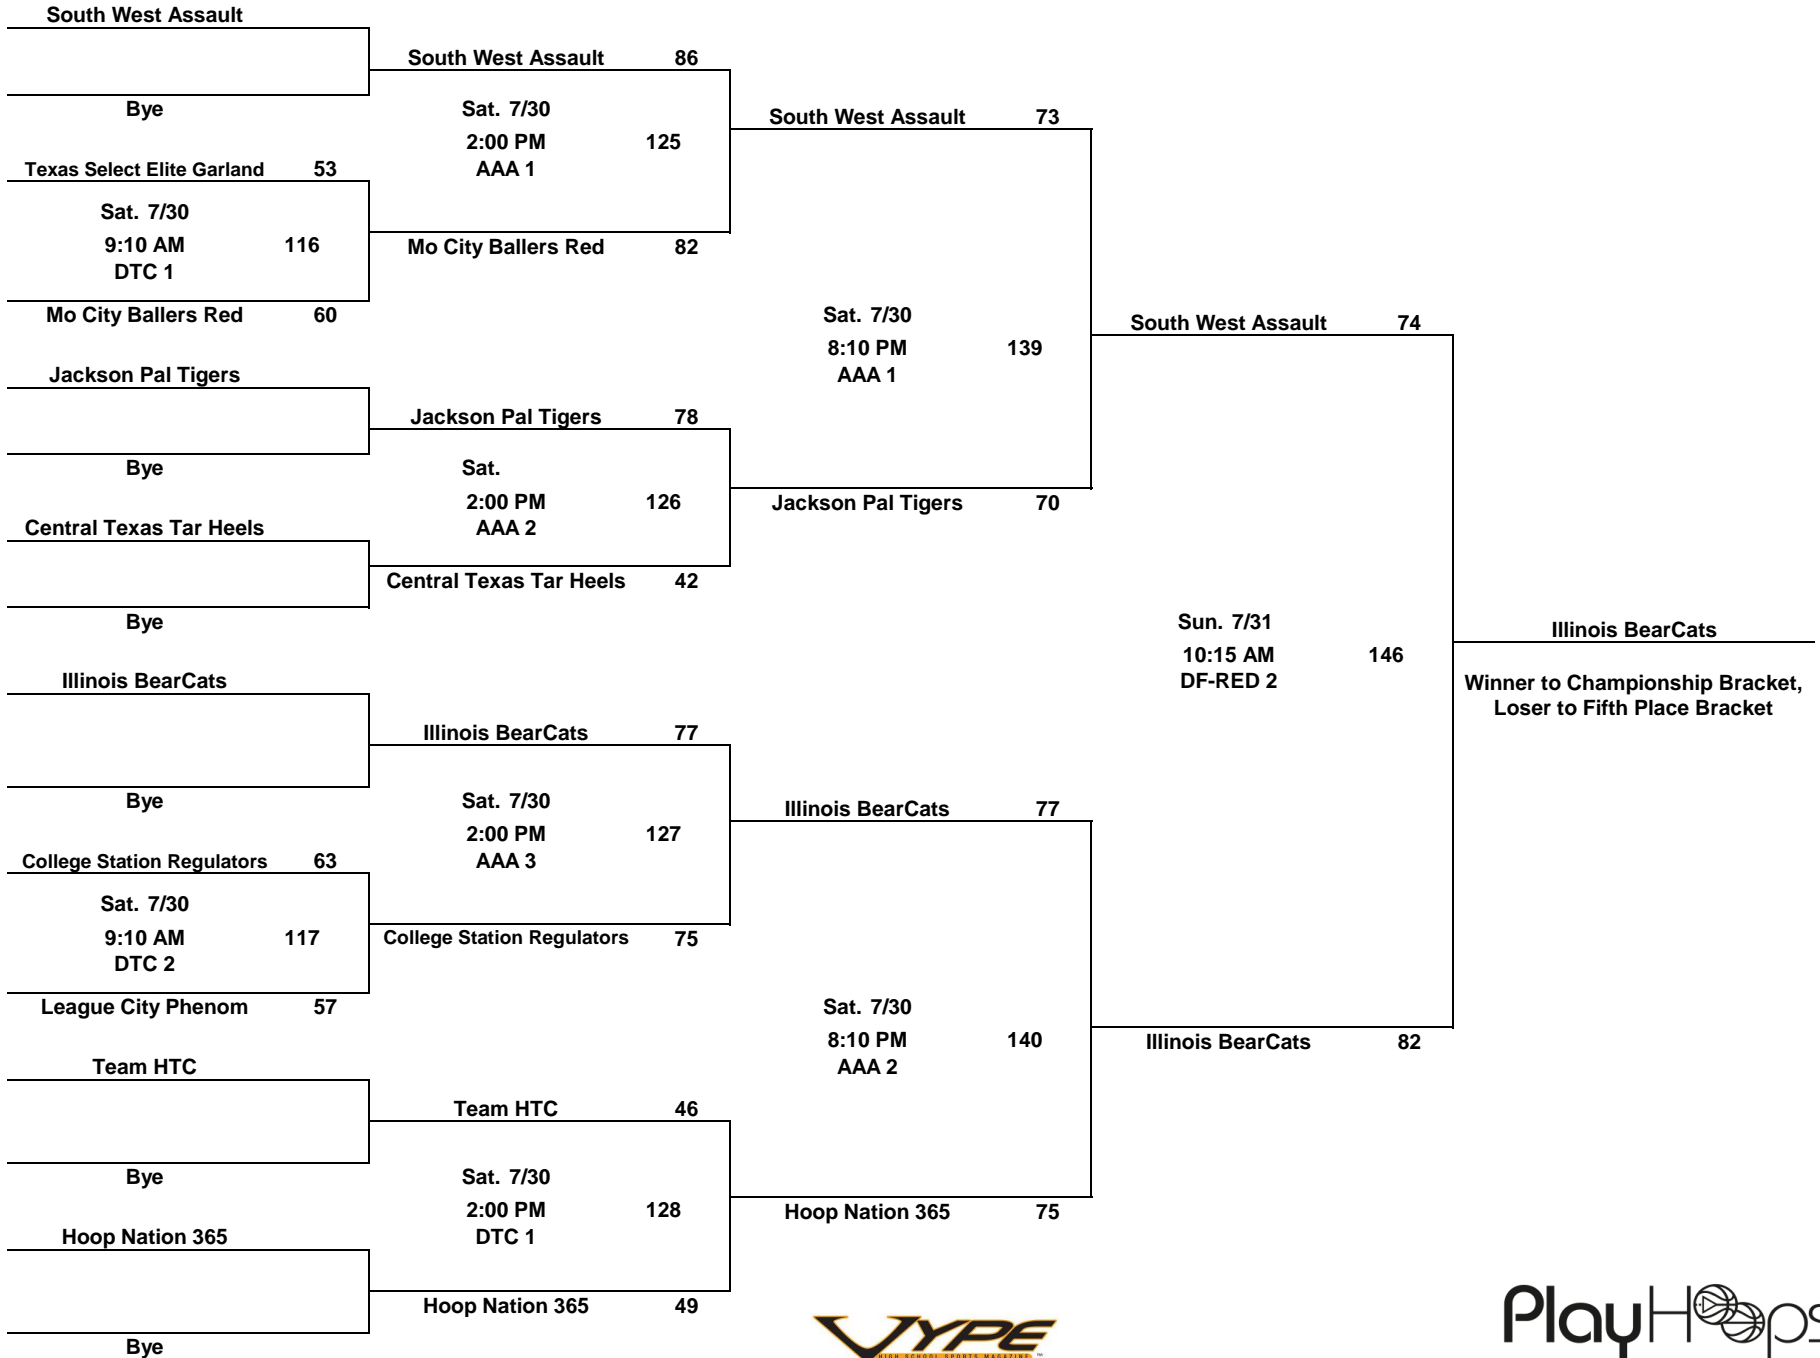 South West Assault
Bye
Texas Select Elite Garland 53
Sat. 7/30
9:10 AM 116
DTC 1
Mo City Ballers Red 60
Jackson Pal Tigers
Bye
Central Texas Tar Heels
Bye
Illinois BearCats
Bye
College Station Regulators 63
Sat. 7/30
9:10 AM 117
DTC 2
League City Phenom 57
Team HTC
Bye
Hoop Nation 365
Bye
South West Assault 86
Sat. 7/30
2:00 PM 125
AAA 1
Mo City Ballers Red 82
Jackson Pal Tigers 78
Sat.
2:00 PM 126
AAA 2
Central Texas Tar Heels 42
Illinois BearCats 77
Sat. 7/30
2:00 PM 127
AAA 3
College Station Regulators 75
Team HTC 46
Sat. 7/30
2:00 PM 128
DTC 1
Hoop Nation 365 49
South West Assault 73
Sat. 7/30
8:10 PM 139
AAA 1
Jackson Pal Tigers 70
Illinois BearCats 77
Sat. 7/30
8:10 PM 140
AAA 2
Hoop Nation 365 75
South West Assault 74
Sun. 7/31
10:15 AM 146
DF-RED 2
Illinois BearCats 82
Illinois BearCats
Winner to Championship Bracket,
Loser to Fifth Place Bracket
VYPE
HIGH SCHOOL SPORTS MAGAZINE
PlayHoops